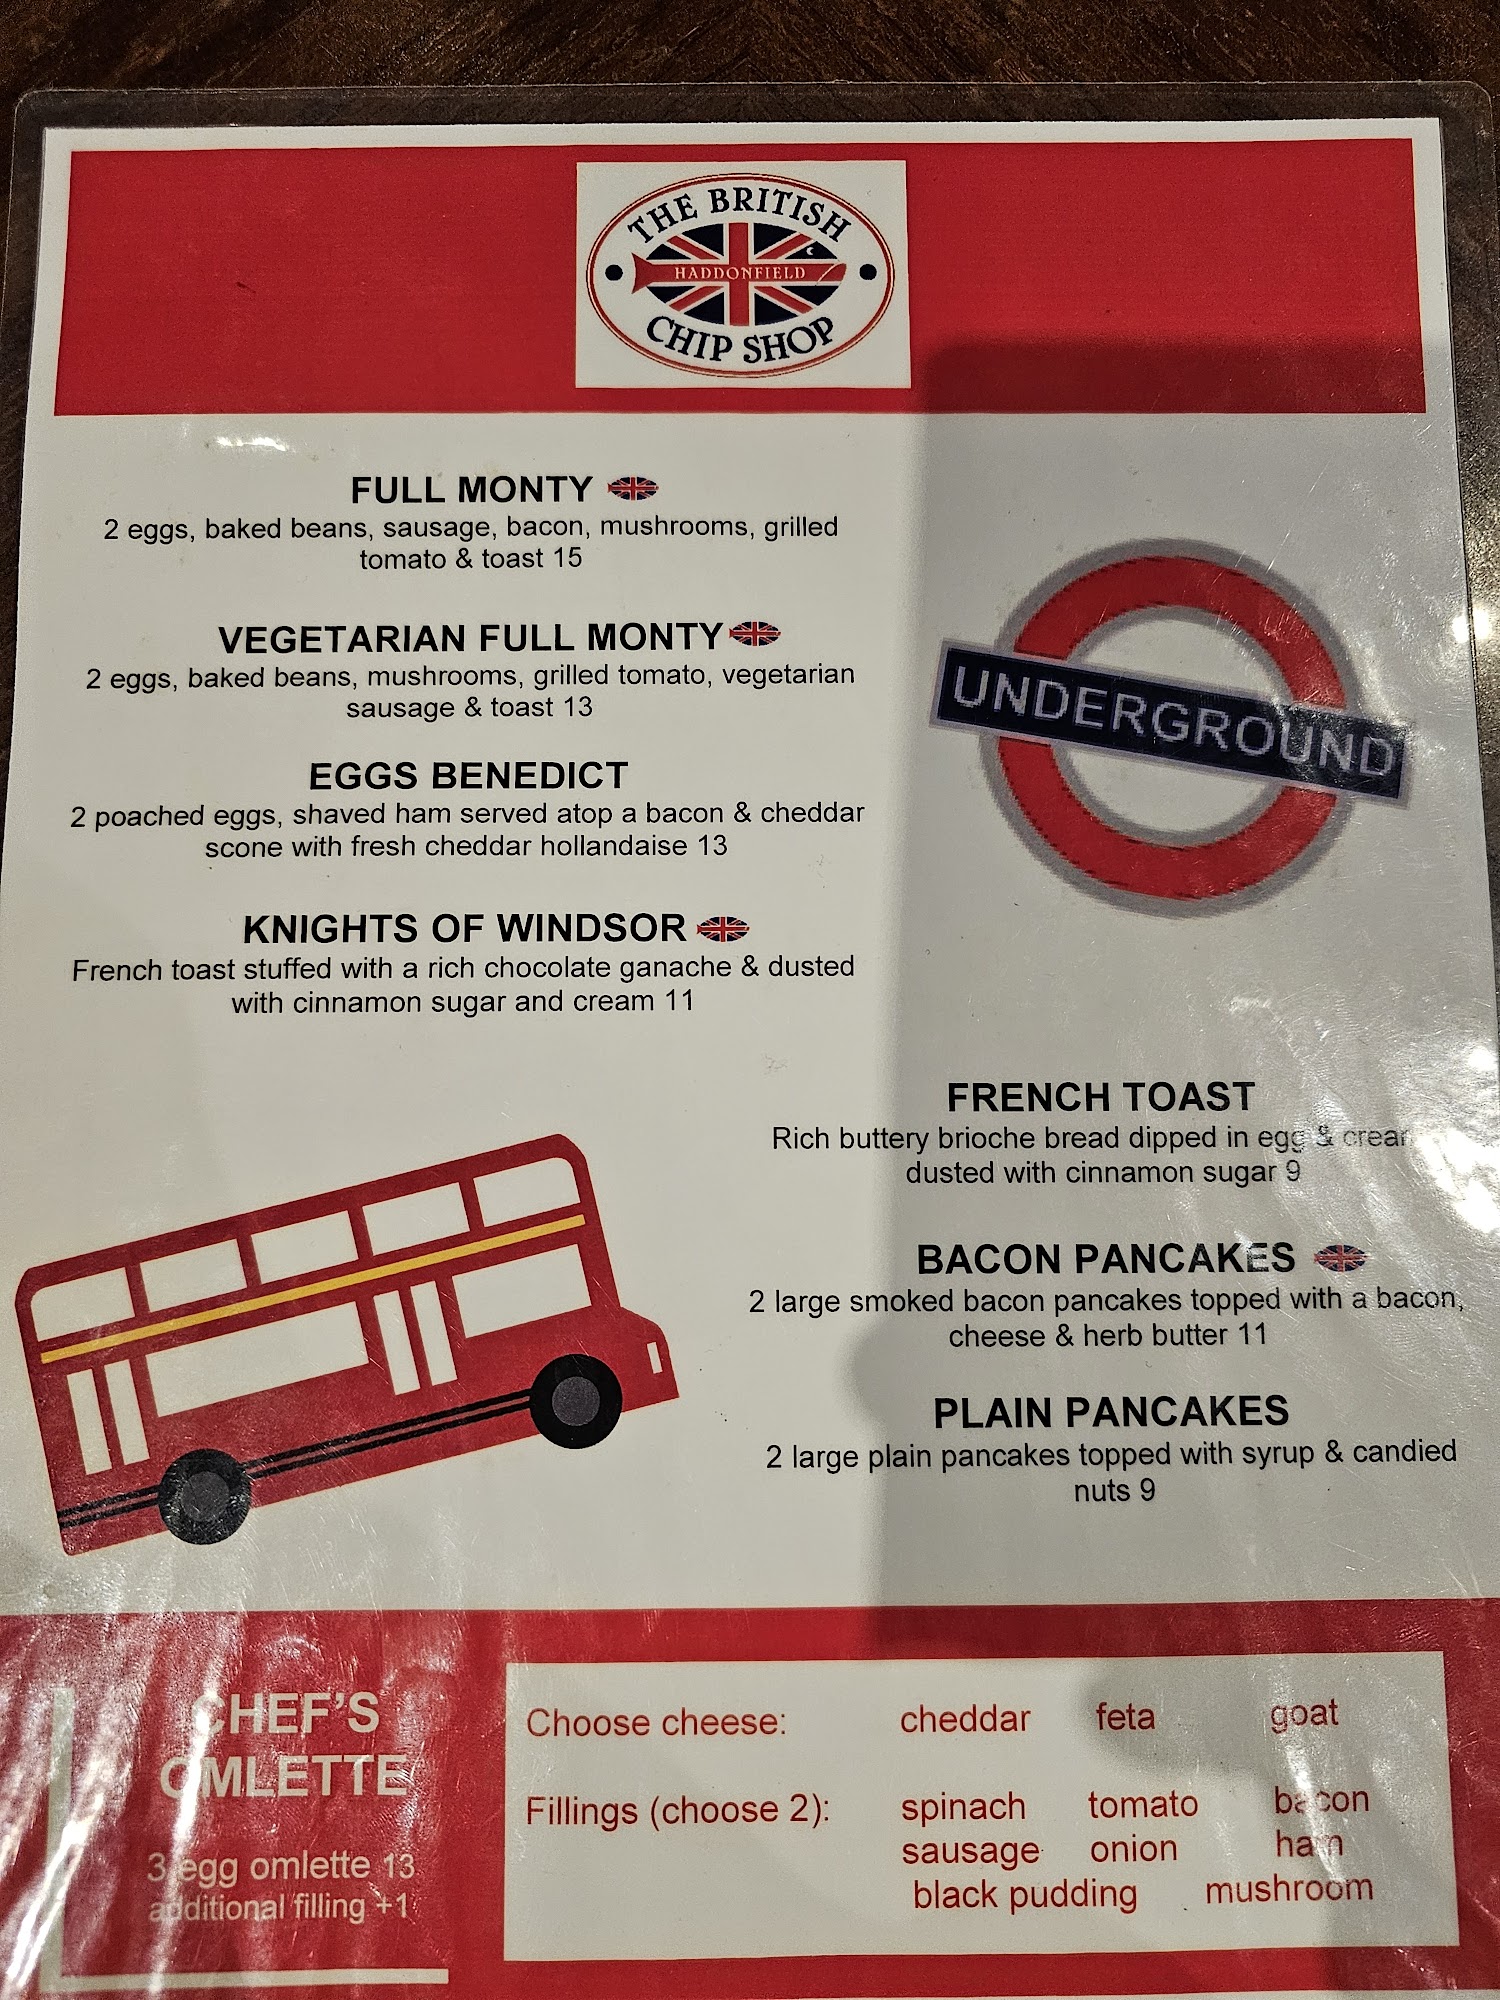 THE BRITISH
HADDONFIELD
CHIP SHOP
FULL MONTY
2 eggs, baked beans, sausage, bacon, mushrooms, grilled
tomato & toast 15
VEGETARIAN FULL MONTY
2 eggs, baked beans, mushrooms, grilled tomato, vegetarian
sausage & toast 13
EGGS BENEDICT
2 poached eggs, shaved ham served atop a bacon & cheddar
scone with fresh cheddar hollandaise 13
KNIGHTS OF WINDSOR
French toast stuffed with a rich chocolate ganache & dusted
with cinnamon sugar and cream 11
UNDERGROUND
FRENCH TOAST
Rich buttery brioche bread dipped in egg & cream
dusted with cinnamon sugar 9
BACON PANCAKES
2 large smoked bacon pancakes topped with a bacon,
cheese & herb butter 11
PLAIN PANCAKES
2 large plain pancakes topped with syrup & candied
nuts 9
CHEF'S
OMLETTE
3 egg omlette 13
additional filling +1
Choose cheese: cheddar feta goat
Fillings (choose 2): spinach tomato bacon
sausage onion ham
black pudding mushroom